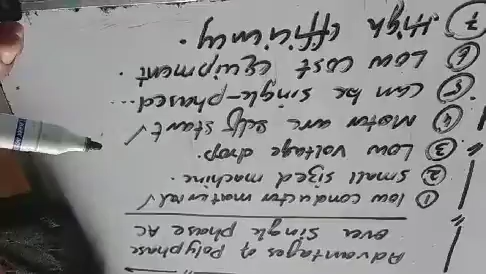 Advantages of Polyphase
over Single Phase AC
① low conductor material✓
② Small sized machine.
③ Low Voltage drop.
④ Motor are self start✓
⑤ Can be single-phased...
⑥ Low cost equipment.
⑦ High efficiency.